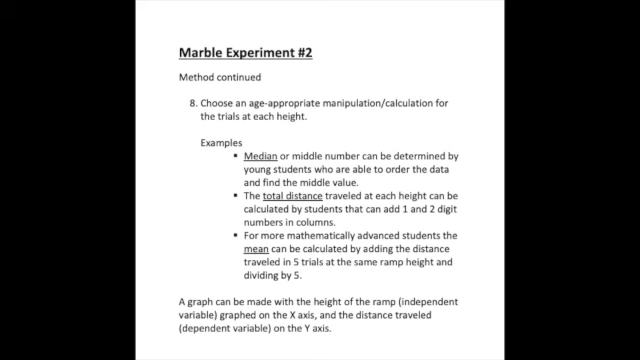 Marble Experiment #2
Method continued
8. Choose an age-appropriate manipulation/calculation for
the trials at each height.
Examples
▪ Median or middle number can be determined by
young students who are able to order the data
and find the middle value.
▪ The total distance traveled at each height can be
calculated by students that can add 1 and 2 digit
numbers in columns.
▪ For more mathematically advanced students the
mean can be calculated by adding the distance
traveled in 5 trials at the same ramp height and
dividing by 5.
A graph can be made with the height of the ramp (independent
variable) graphed on the X axis, and the distance traveled
(dependent variable) on the Y axis.